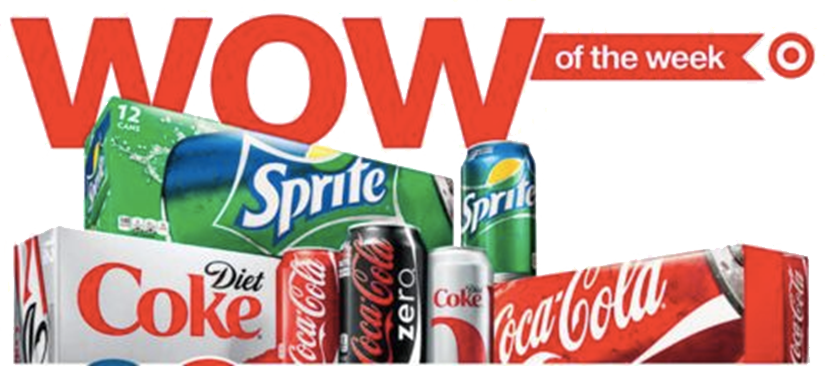 WOW
of the week
12
CANS
Sprite
Sprite
Diet
Coke
Coca-Cola
Coca-Cola
zero
Diet
Coke
Coca-Cola